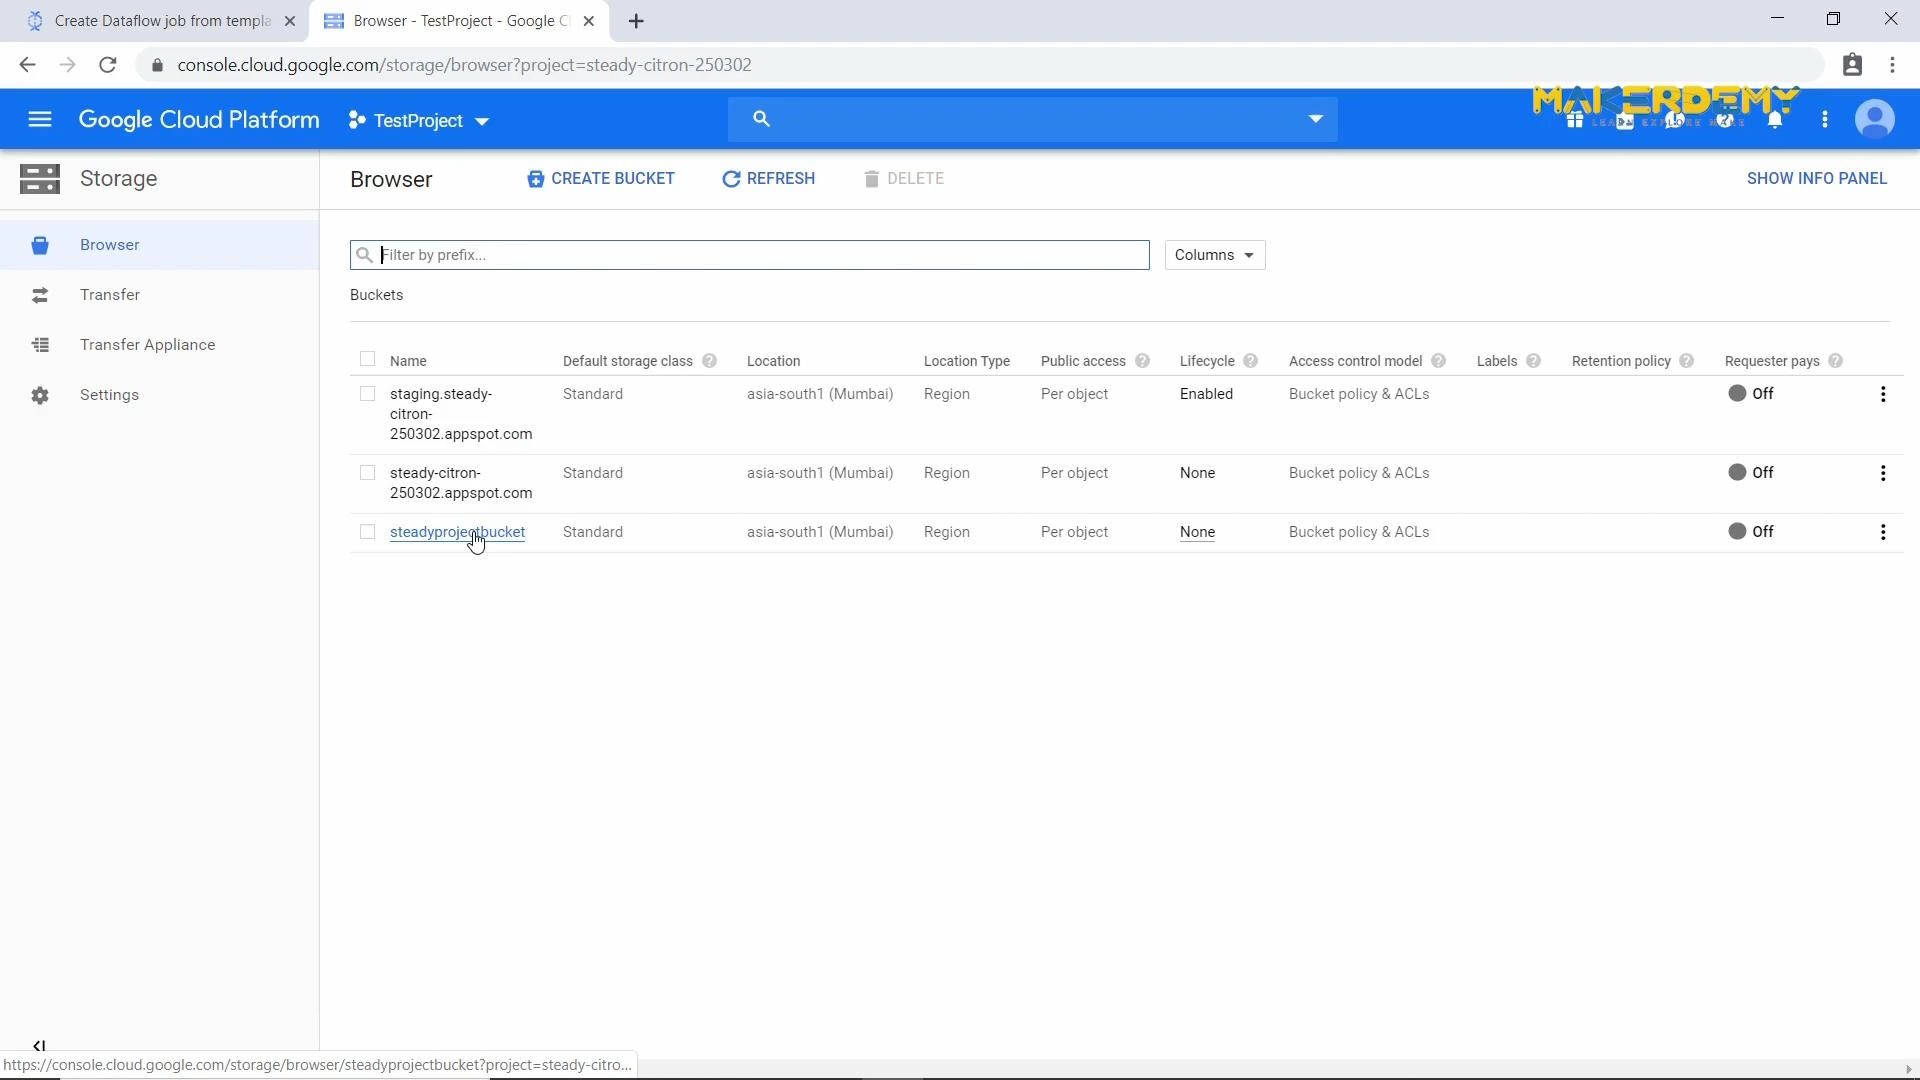 Create Dataflow job from templa
Browser - TestProject - Google C
console.cloud.google.com/storage/browser?project=steady-citron-250302
Google Cloud Platform
TestProject
MAKERDEMY
LEARN EXPLORE MAKE
Storage
Browser
CREATE BUCKET
REFRESH
DELETE
SHOW INFO PANEL
Browser
Transfer
Transfer Appliance
Settings
Filter by prefix...
Columns
Buckets
Name Default storage class Location Location Type Public access Lifecycle Access control model Labels Retention policy Requester pays
staging.steady-
citron-
250302.appspot.com
Standard asia-south1 (Mumbai) Region Per object Enabled Bucket policy & ACLs Off
steady-citron-
250302.appspot.com
Standard asia-south1 (Mumbai) Region Per object None Bucket policy & ACLs Off
steadyprojectbucket Standard asia-south1 (Mumbai) Region Per object None Bucket policy & ACLs Off
https://console.cloud.google.com/storage/browser/steadyprojectbucket?project=steady-citro...